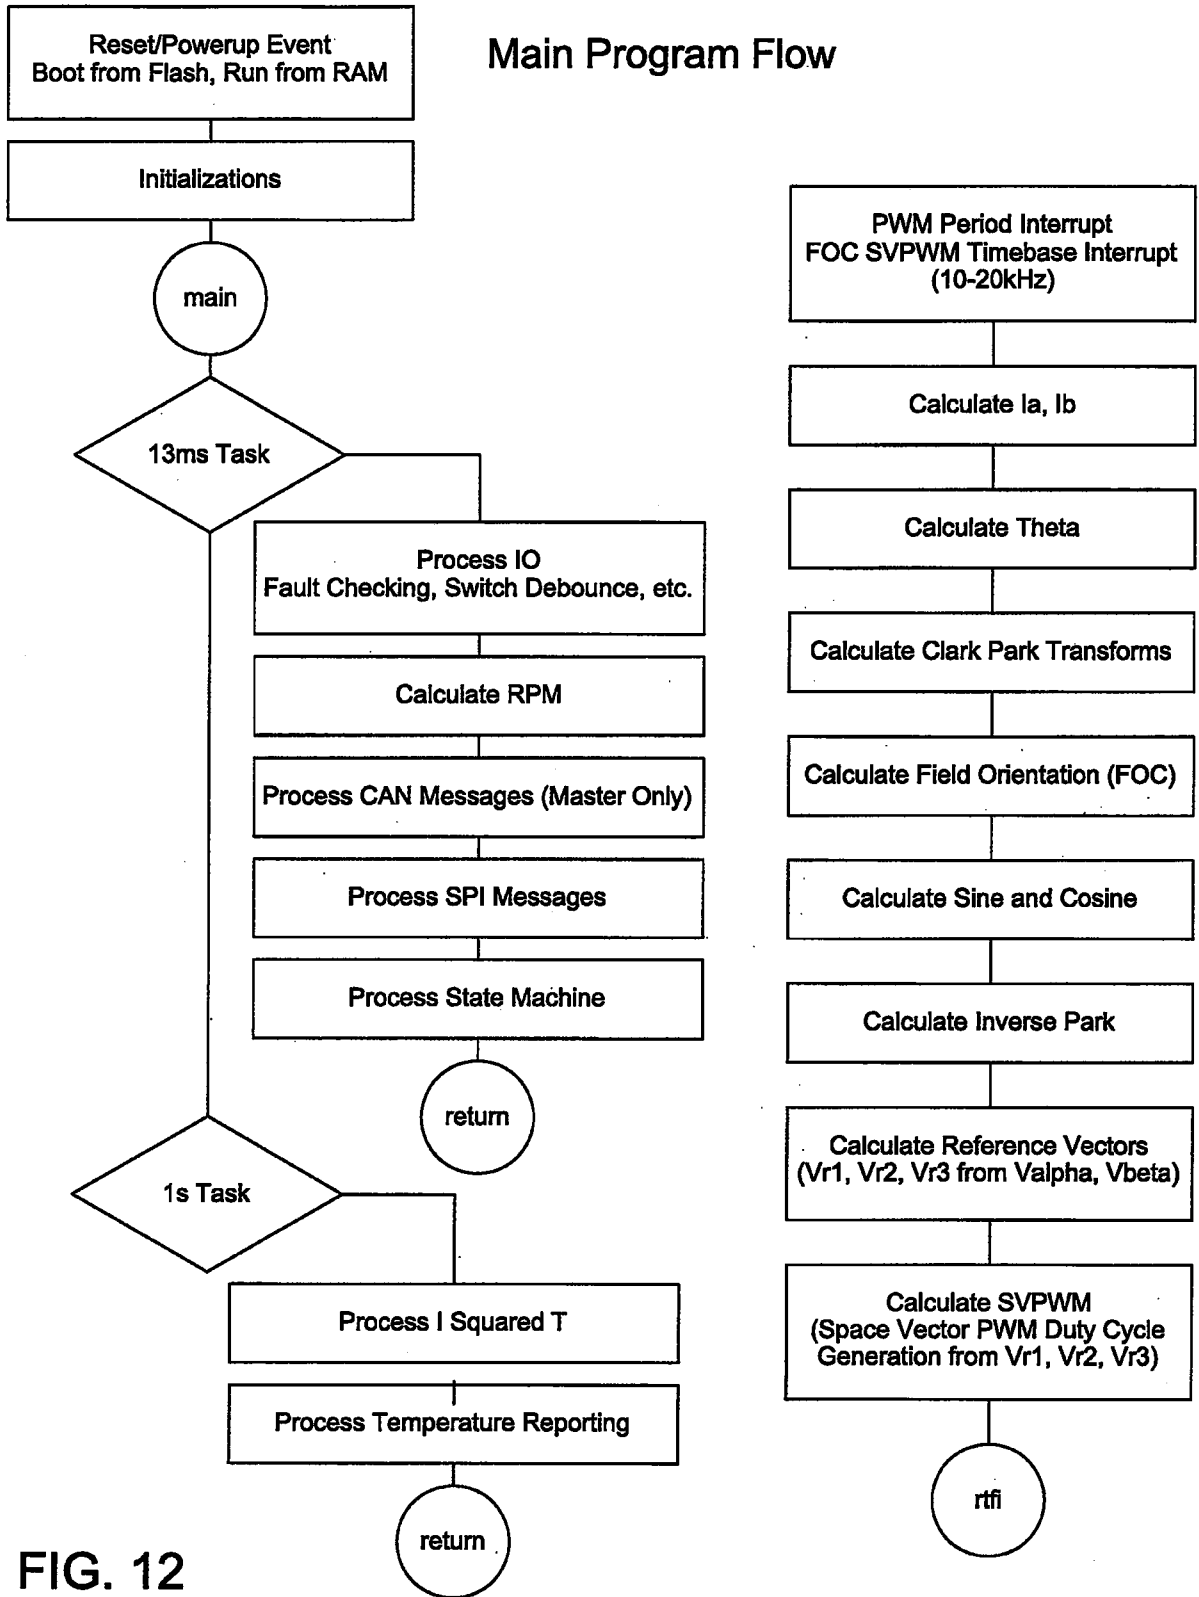 Main Program Flow
Reset/Powerup Event
Boot from Flash, Run from RAM
Initializations
main
13ms Task
Process IO
Fault Checking, Switch Debounce, etc.
Calculate RPM
Process CAN Messages (Master Only)
Process SPI Messages
Process State Machine
return
1s Task
Process I Squared T
Process Temperature Reporting
return
PWM Period Interrupt
FOC SVPWM Timebase Interrupt
(10-20kHz)
Calculate Ia, Ib
Calculate Theta
Calculate Clark Park Transforms
Calculate Field Orientation (FOC)
Calculate Sine and Cosine
Calculate Inverse Park
Calculate Reference Vectors
(Vr1, Vr2, Vr3 from Valpha, Vbeta)
Calculate SVPWM
(Space Vector PWM Duty Cycle
Generation from Vr1, Vr2, Vr3)
rtfi
FIG. 12